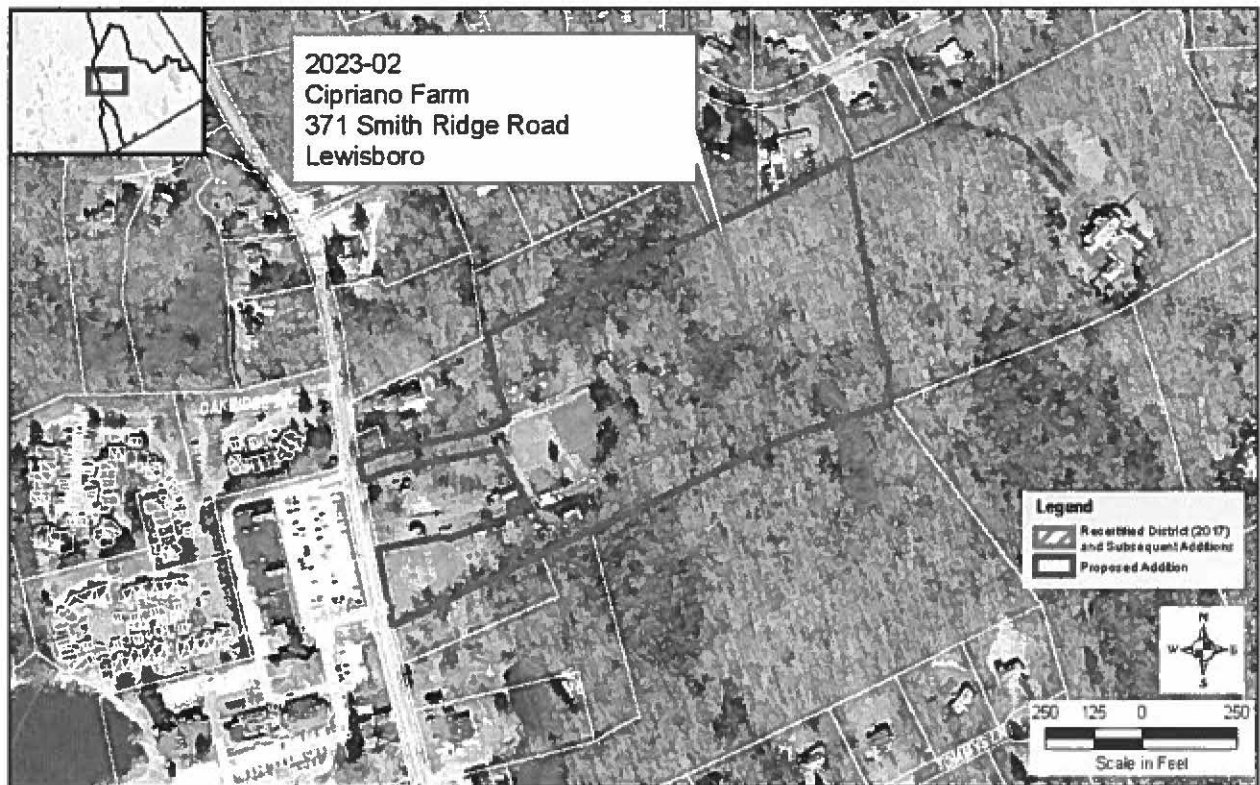 2023-02
Cipriano Farm
371 Smith Ridge Road
Lewisboro
Legend
Recertified District (2017)
and Subsequent Additions
Proposed Addition
N
W
S
250 125 0 250
Scale in Feet